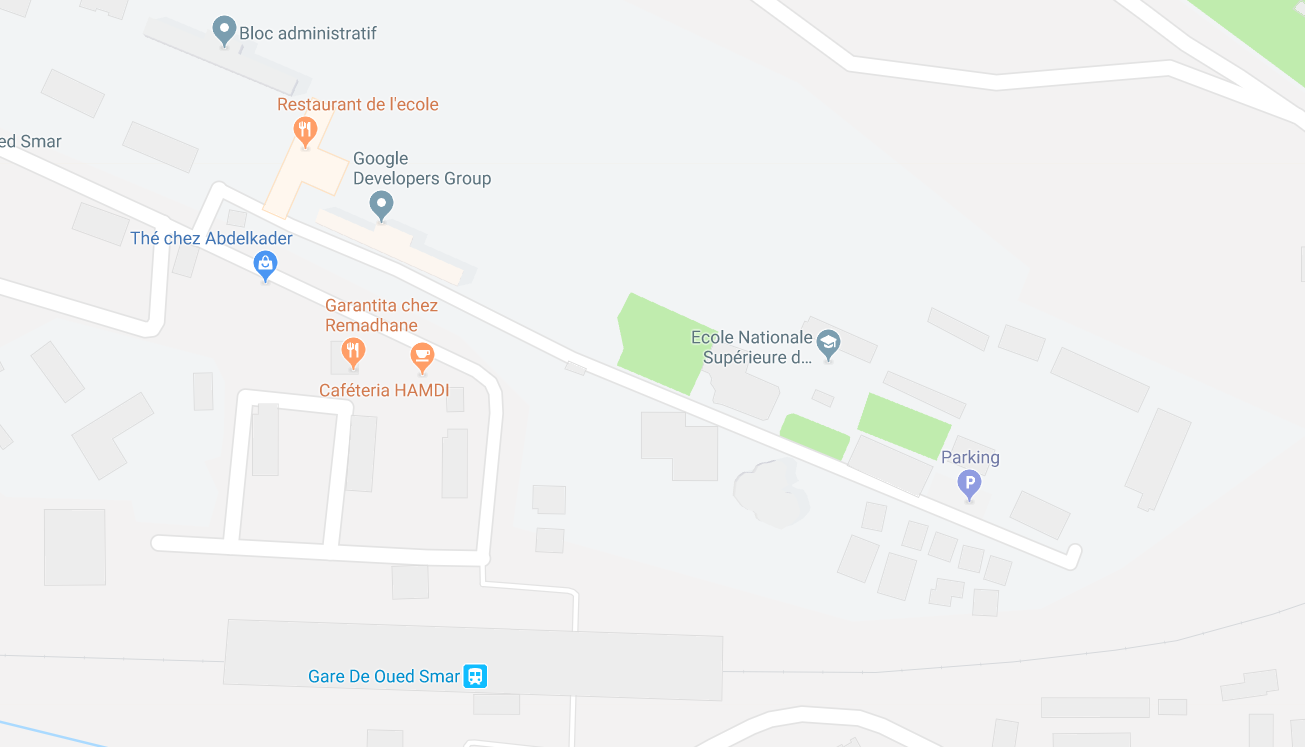 Bloc administratif
Restaurant de l'ecole
ed Smar
Google
Developers Group
Thé chez Abdelkader
Garantita chez
Remadhane
Ecole Nationale
Supérieure d...
Caféteria HAMDI
Parking
P
Gare De Oued Smar